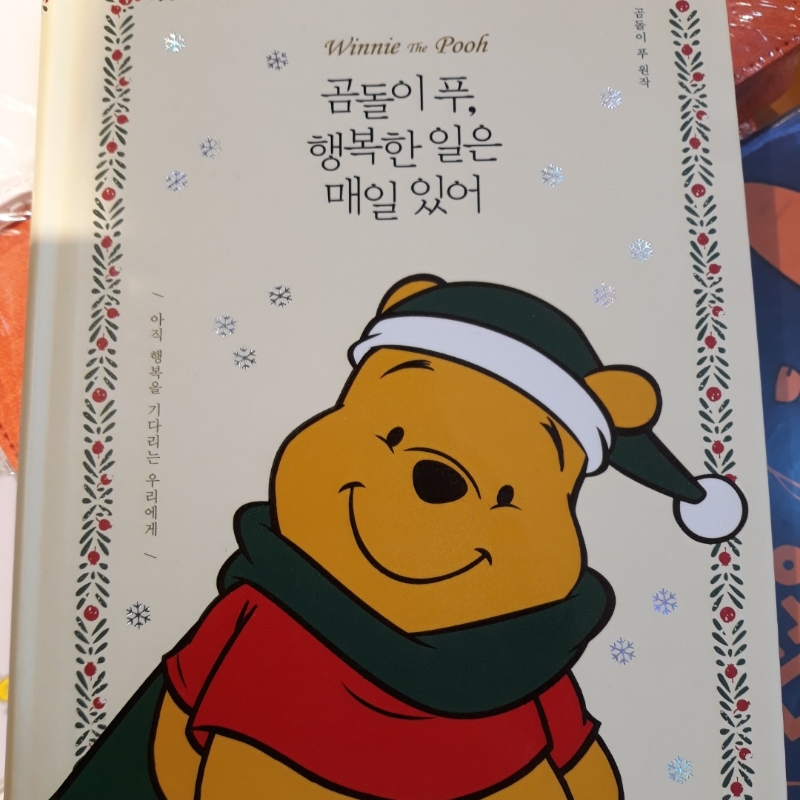 Winnie The Pooh
곰돌이 푸,
행복한 일은
매일 있어
곰돌이 푸 원작
\ 아직 행복을 기다리는 우리에게 \